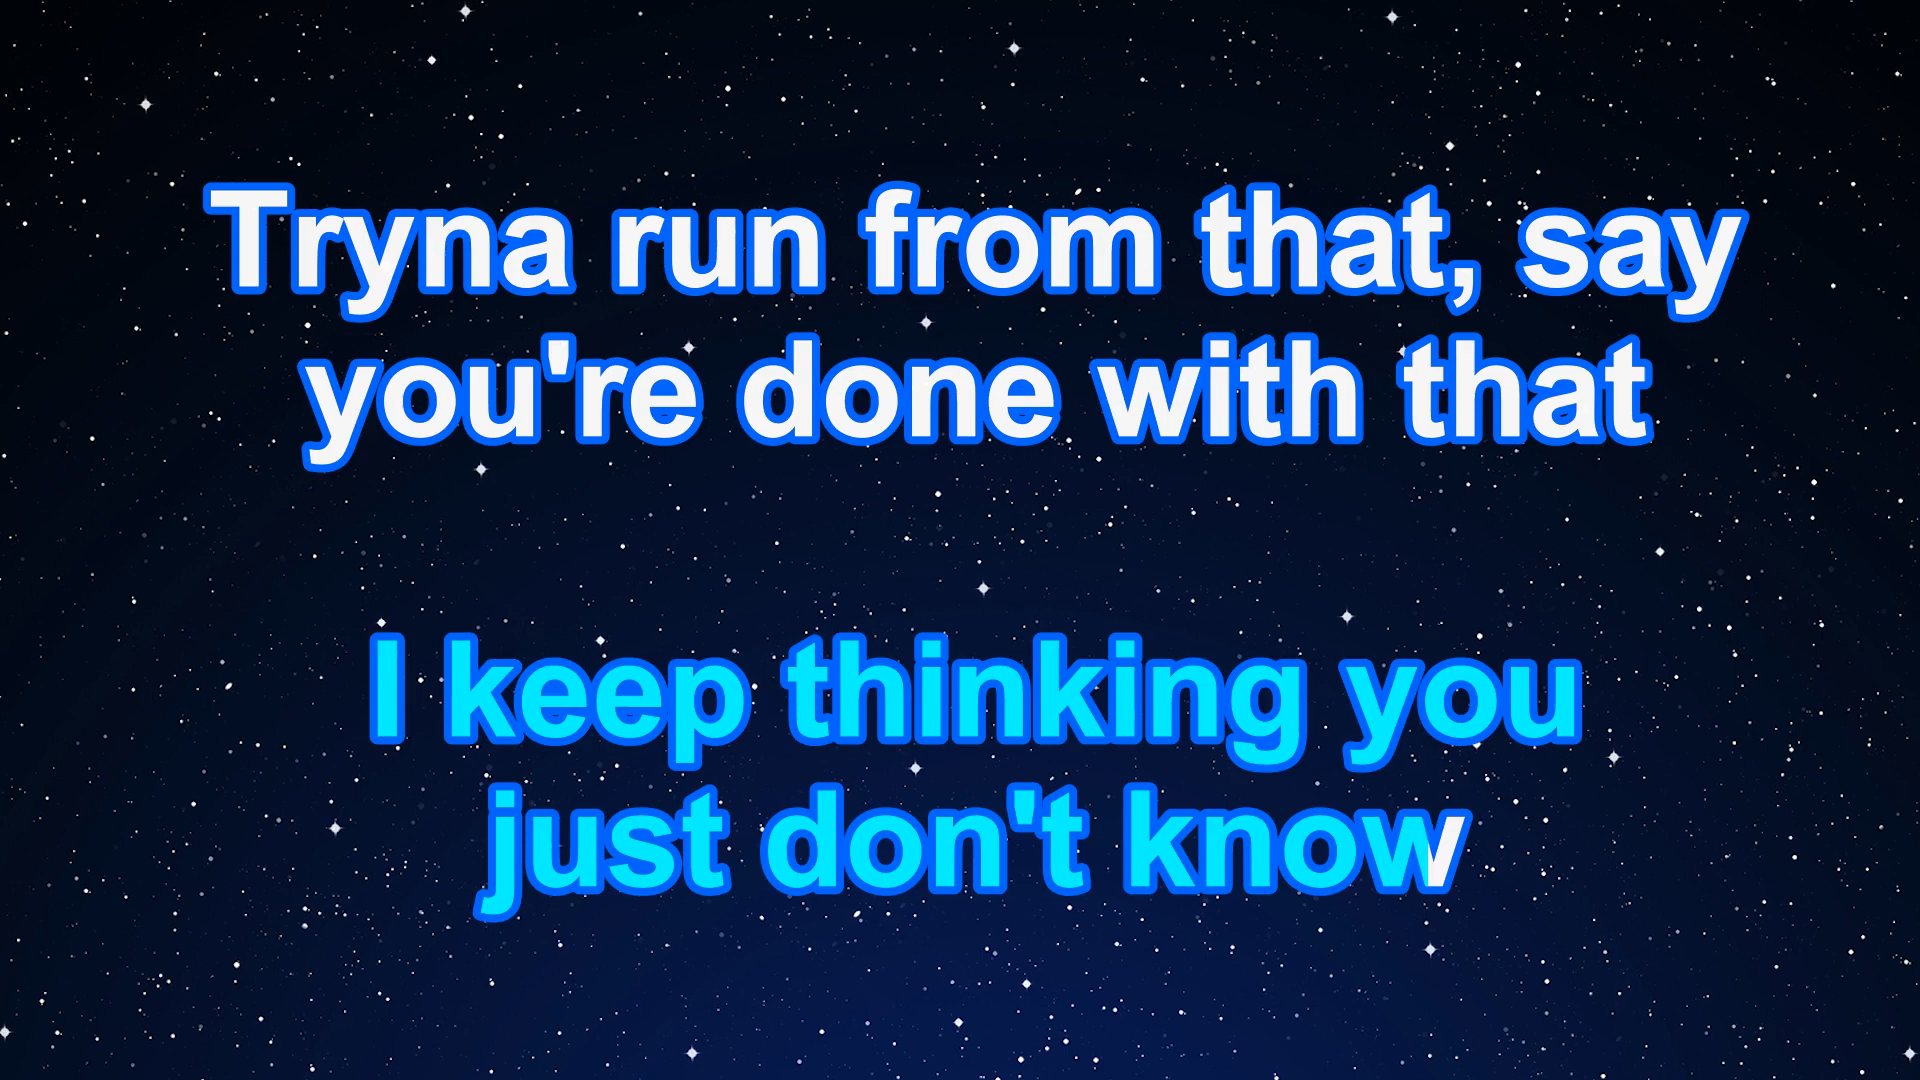 Tryna run from that, say
you're done with that
I keep thinking you
just don't know